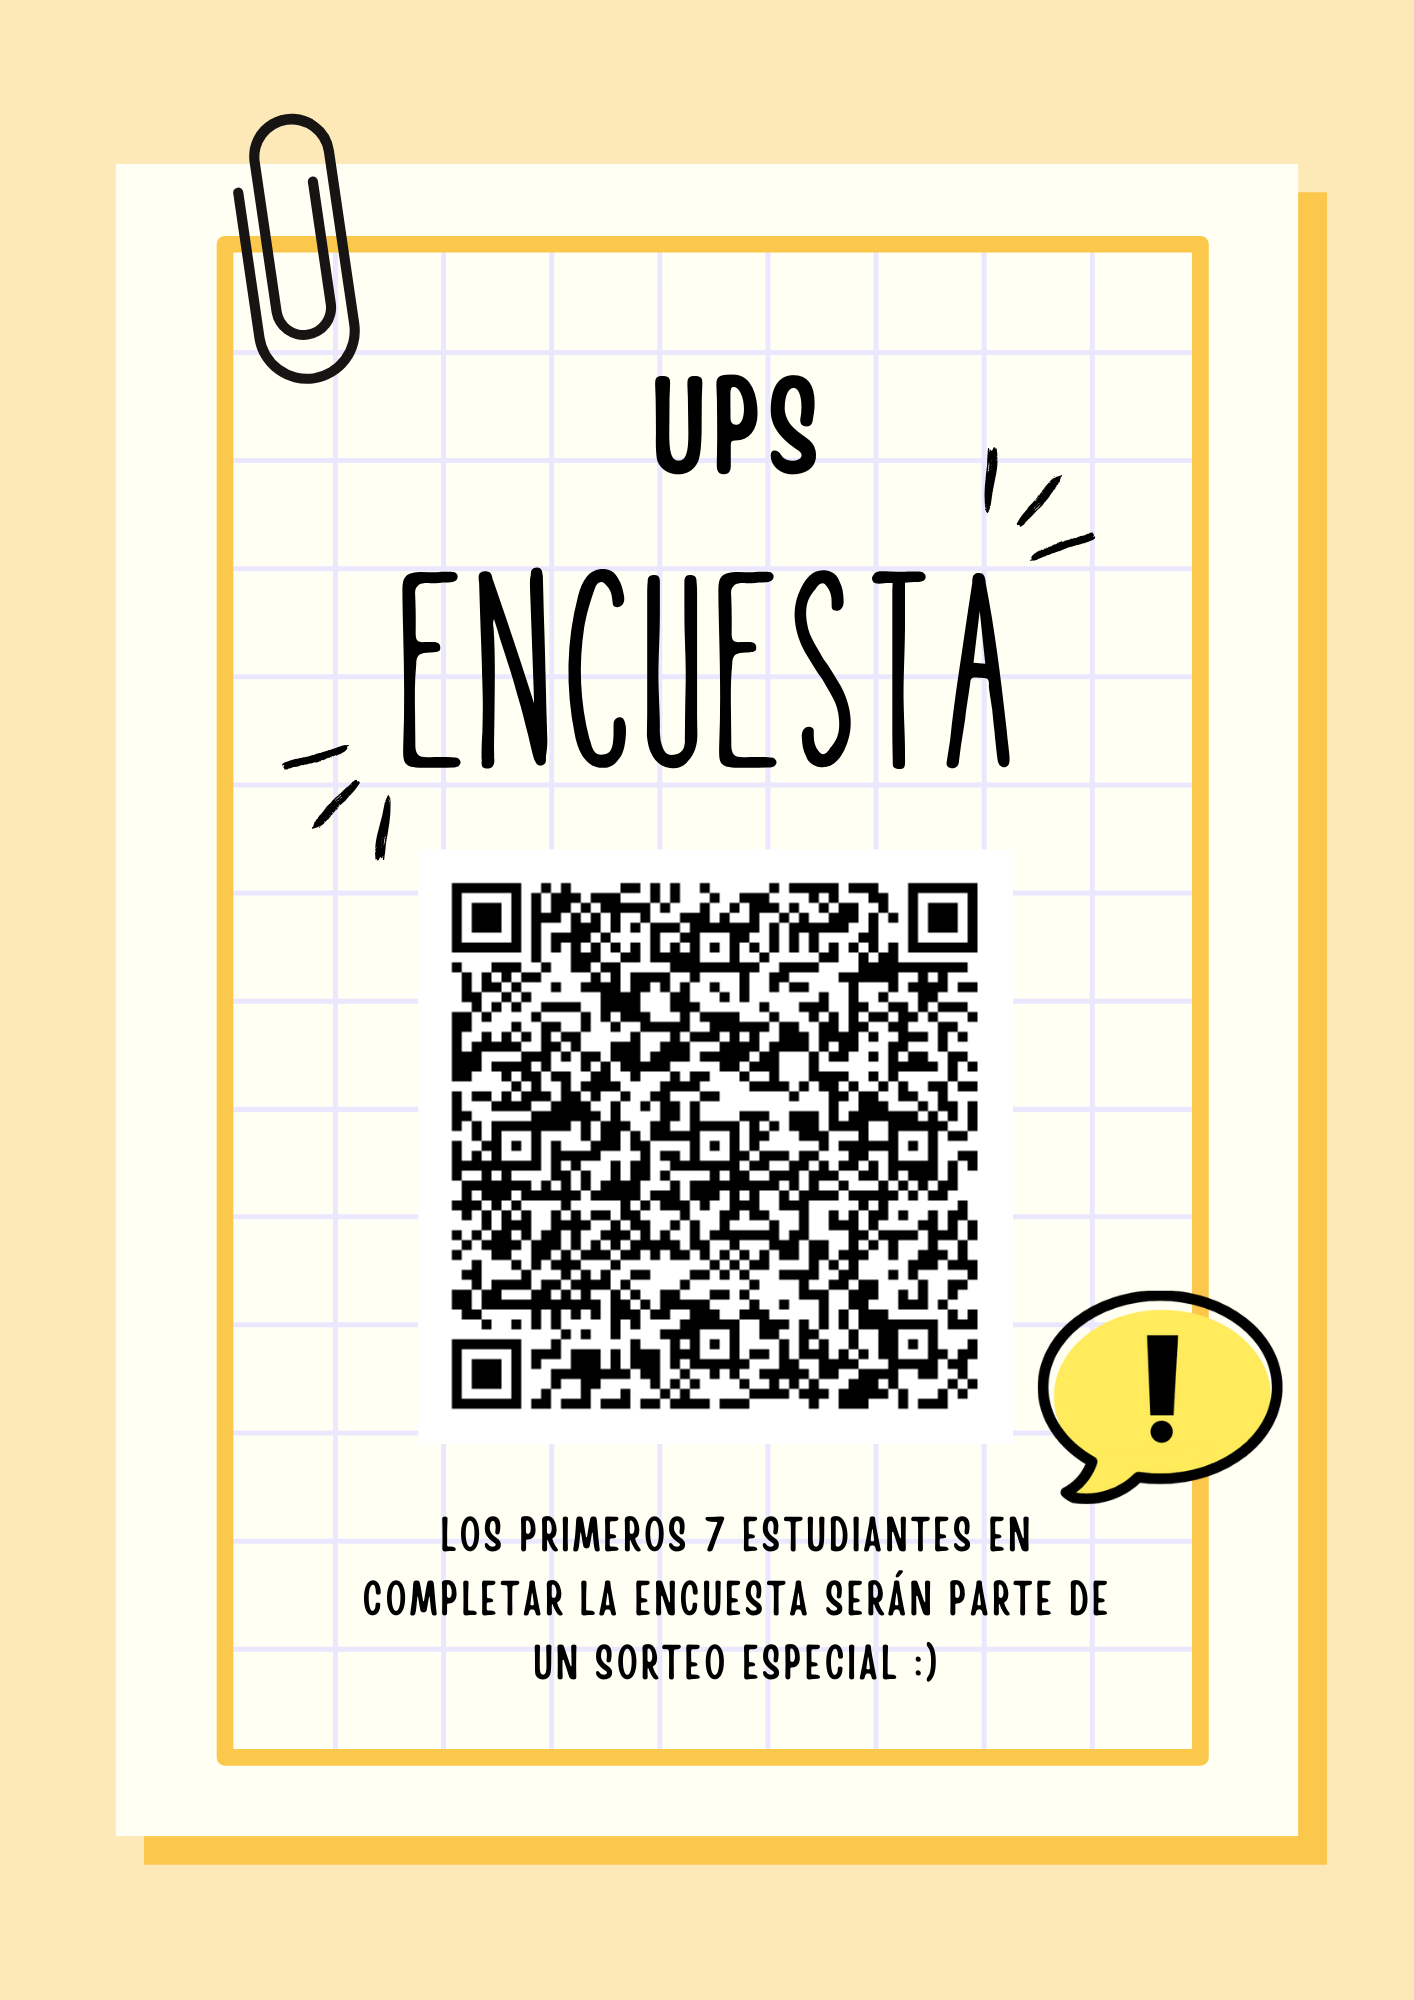 UPS
ENCUESTA
!
LOS PRIMEROS 7 ESTUDIANTES EN
COMPLETAR LA ENCUESTA SERÁN PARTE DE
UN SORTEO ESPECIAL :)